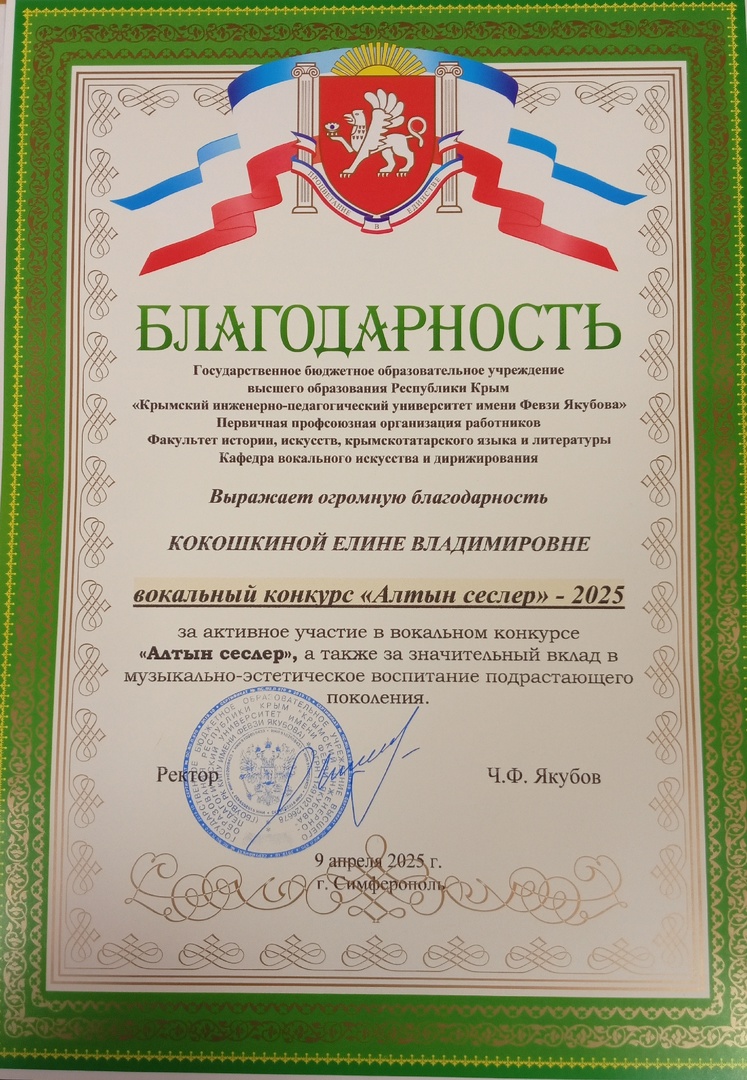 ПРОЦВЕТАНИЕ В ЕДИНСТВЕ
БЛАГОДАРНОСТЬ
Государственное бюджетное образовательное учреждение
высшего образования Республики Крым
«Крымский инженерно-педагогический университет имени Февзи Якубова»
Первичная профсоюзная организация работников
Факультет истории, искусств, крымскотатарского языка и литературы
Кафедра вокального искусства и дирижирования
Выражает огромную благодарность
КОКОШКИНОЙ ЕЛИНЕ ВЛАДИМИРОВНЕ
вокальный конкурс «Алтын сеслер» - 2025
за активное участие в вокальном конкурсе
«Алтын сеслер», а также за значительный вклад в
музыкально-эстетическое воспитание подрастающего
поколения.
Ректор Ч.Ф. Якубов
9 апреля 2025 г.
г. Симферополь